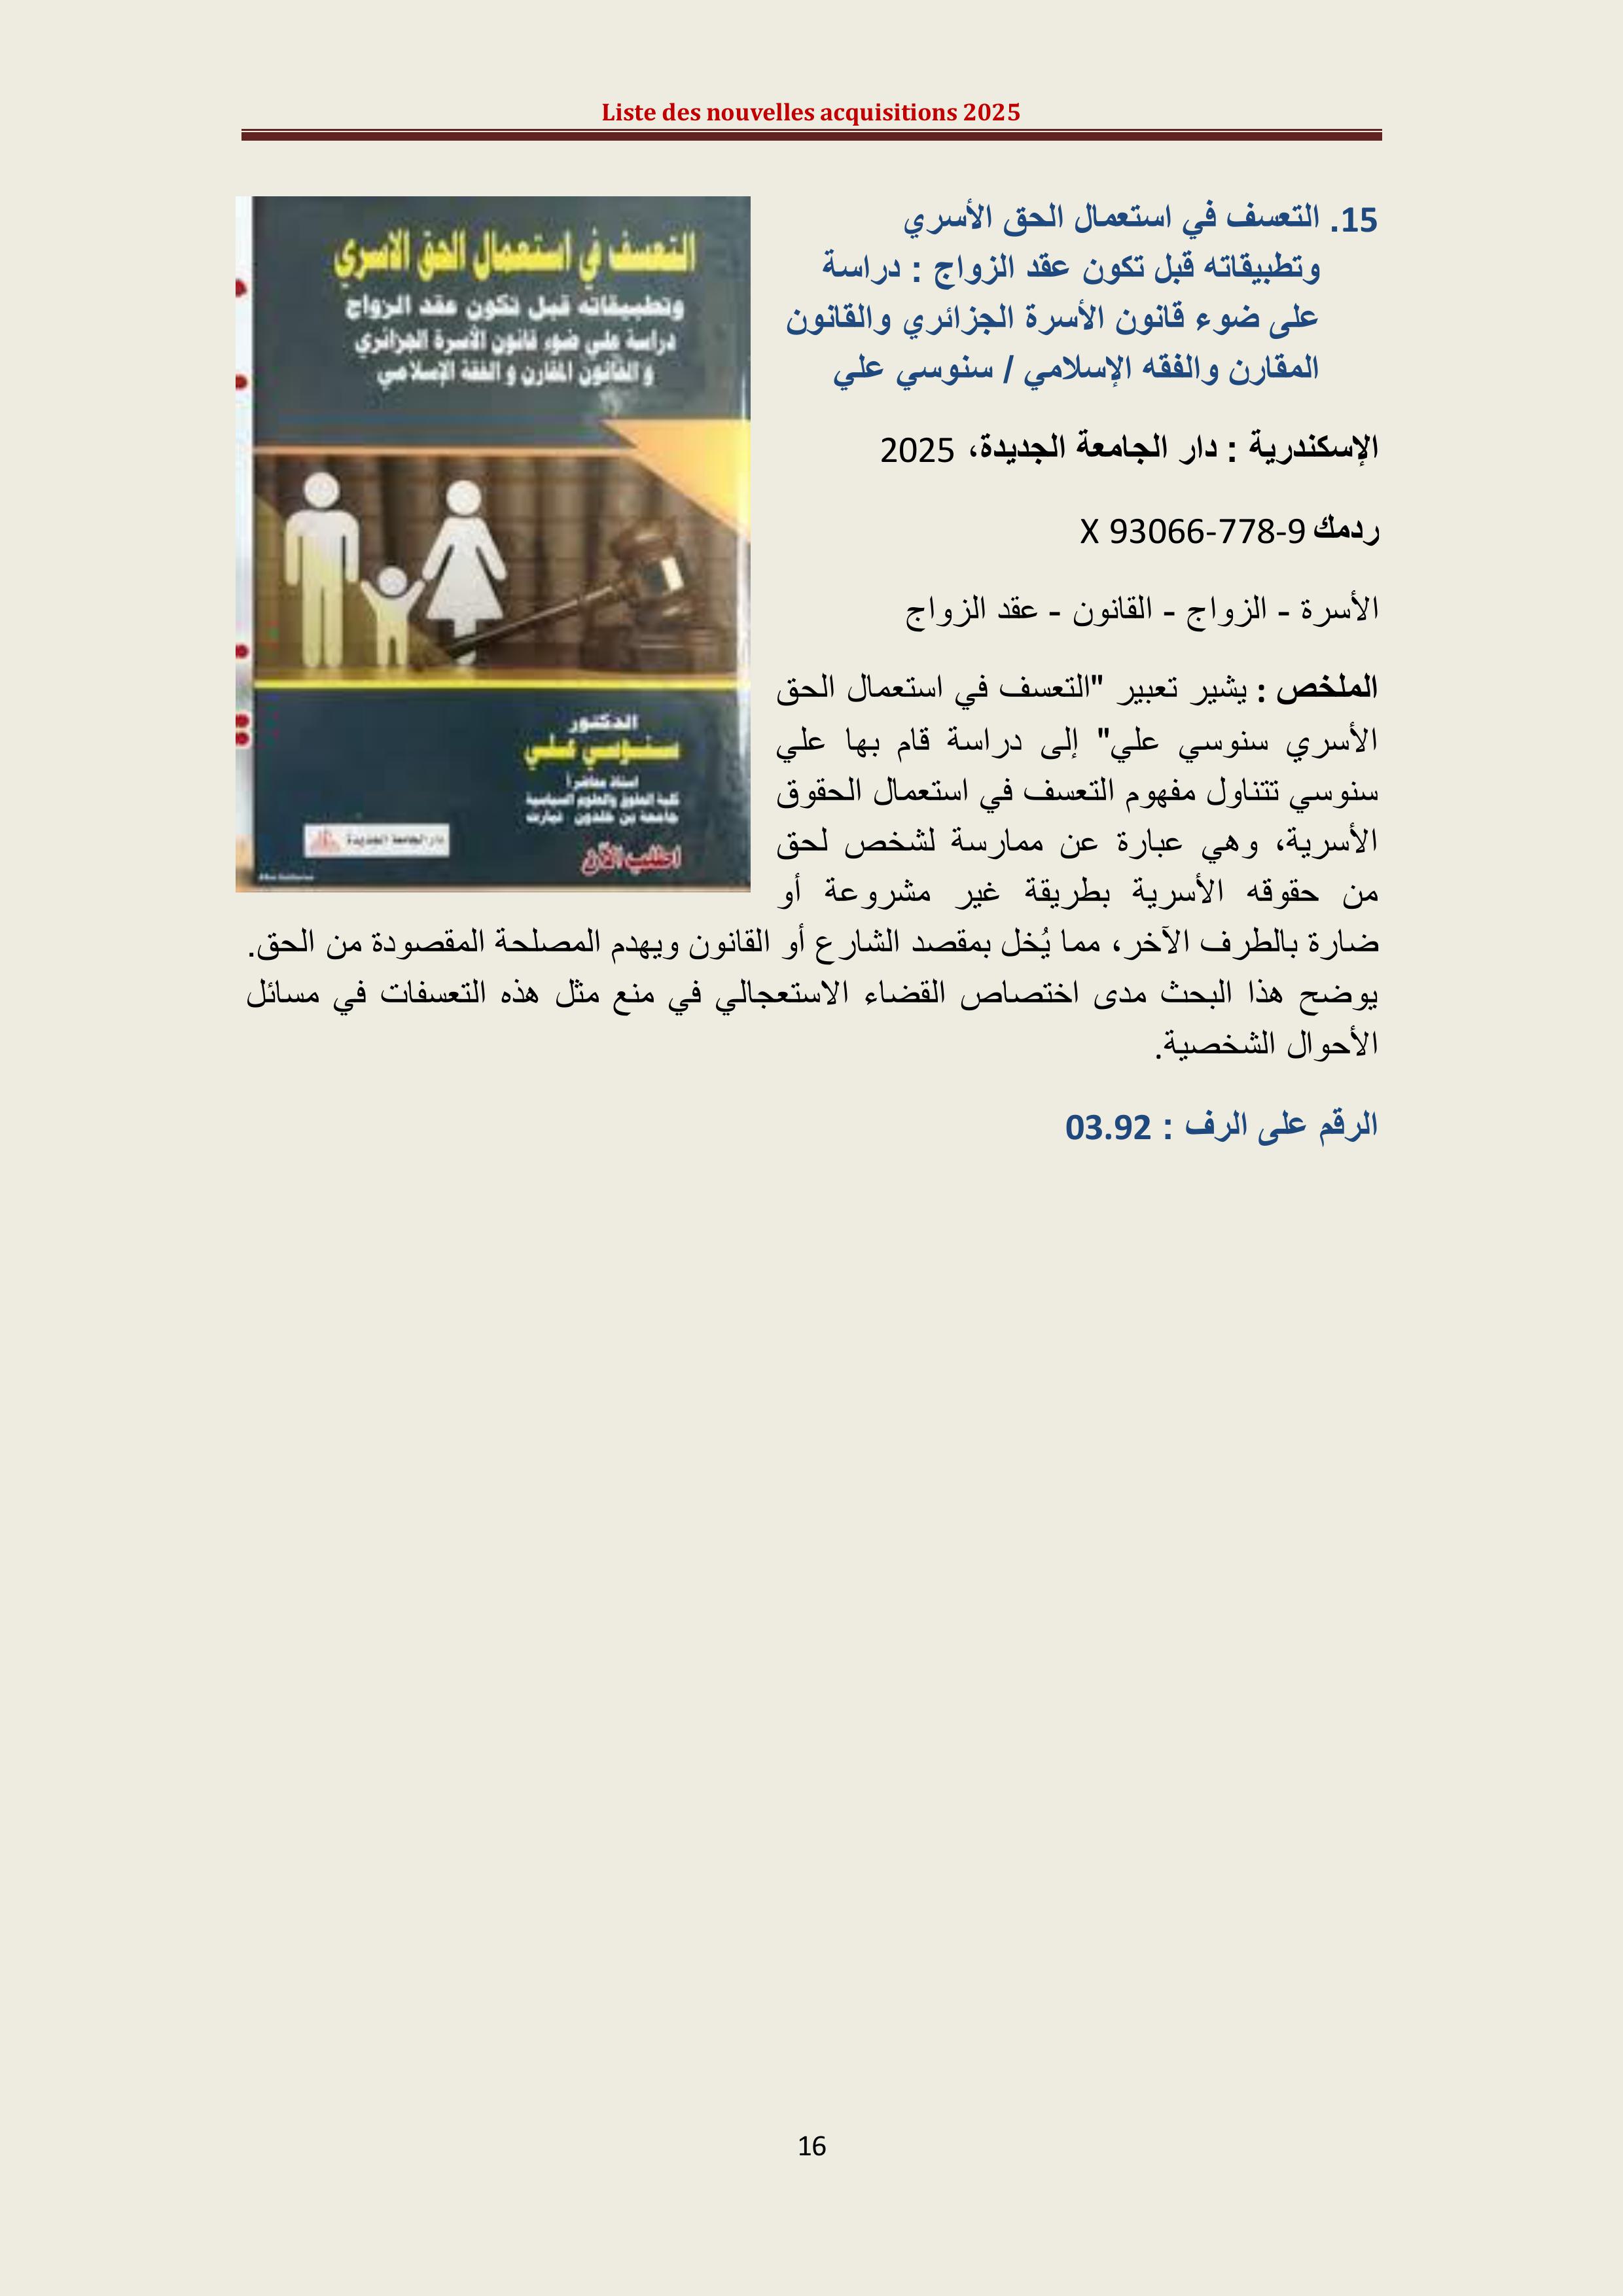 Liste des nouvelles acquisitions 2025
15. التعسف في استعمال الحق الأسري
وتطبيقاته قبل تكون عقد الزواج : دراسة
على ضوء قانون الأسرة الجزائري والقانون
المقارن والفقه الإسلامي / سنوسي علي
الإسكندرية : دار الجامعة الجديدة، 2025
ردمك 9-778-93066 X
الأسرة - الزواج - القانون - عقد الزواج
الملخص : يشير تعبير "التعسف في استعمال الحق
الأسري سنوسي علي" إلى دراسة قام بها علي
سنوسي تتناول مفهوم التعسف في استعمال الحقوق
الأسرية، وهي عبارة عن ممارسة لشخص لحق
من حقوقه الأسرية بطريقة غير مشروعة أو
ضارة بالطرف الآخر، مما يُخل بمقصد الشارع أو القانون ويهدم المصلحة المقصودة من الحق.
يوضح هذا البحث مدى اختصاص القضاء الاستعجالي في منع مثل هذه التعسفات في مسائل
الأحوال الشخصية.
الرقم على الرف : 03.92
التعسف في استعمال الحق الاسري
وتطبيقاته قبل تكون عقد الزواج
دراسة علي ضوء قانون الأسرة الجزائري
و القانون المقارن و الفقة الإسلامي
الدكتور
سنوسي علي
استاذ محاضر أ
كلية الحقوق والعلوم السياسية
جامعة بن خلدون تيارت
دار الجامعة الجديدة
اطلب الآن
16